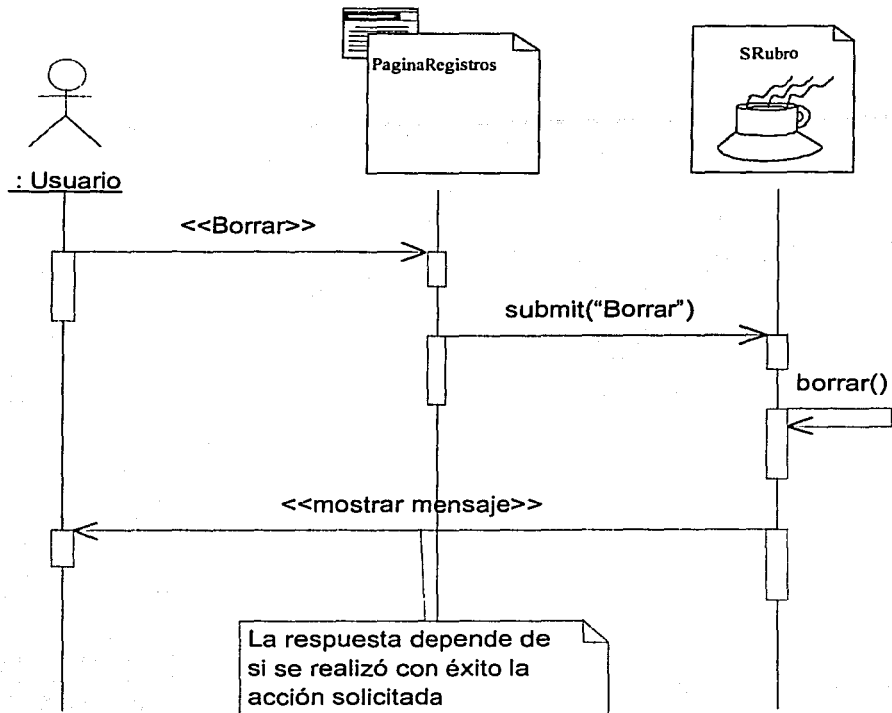 PaginaRegistros
SRubro
: Usuario
<<Borrar>>
submit("Borrar")
borrar()
<<mostrar mensaje>>
La respuesta depende de
si se realizó con éxito la
acción solicitada